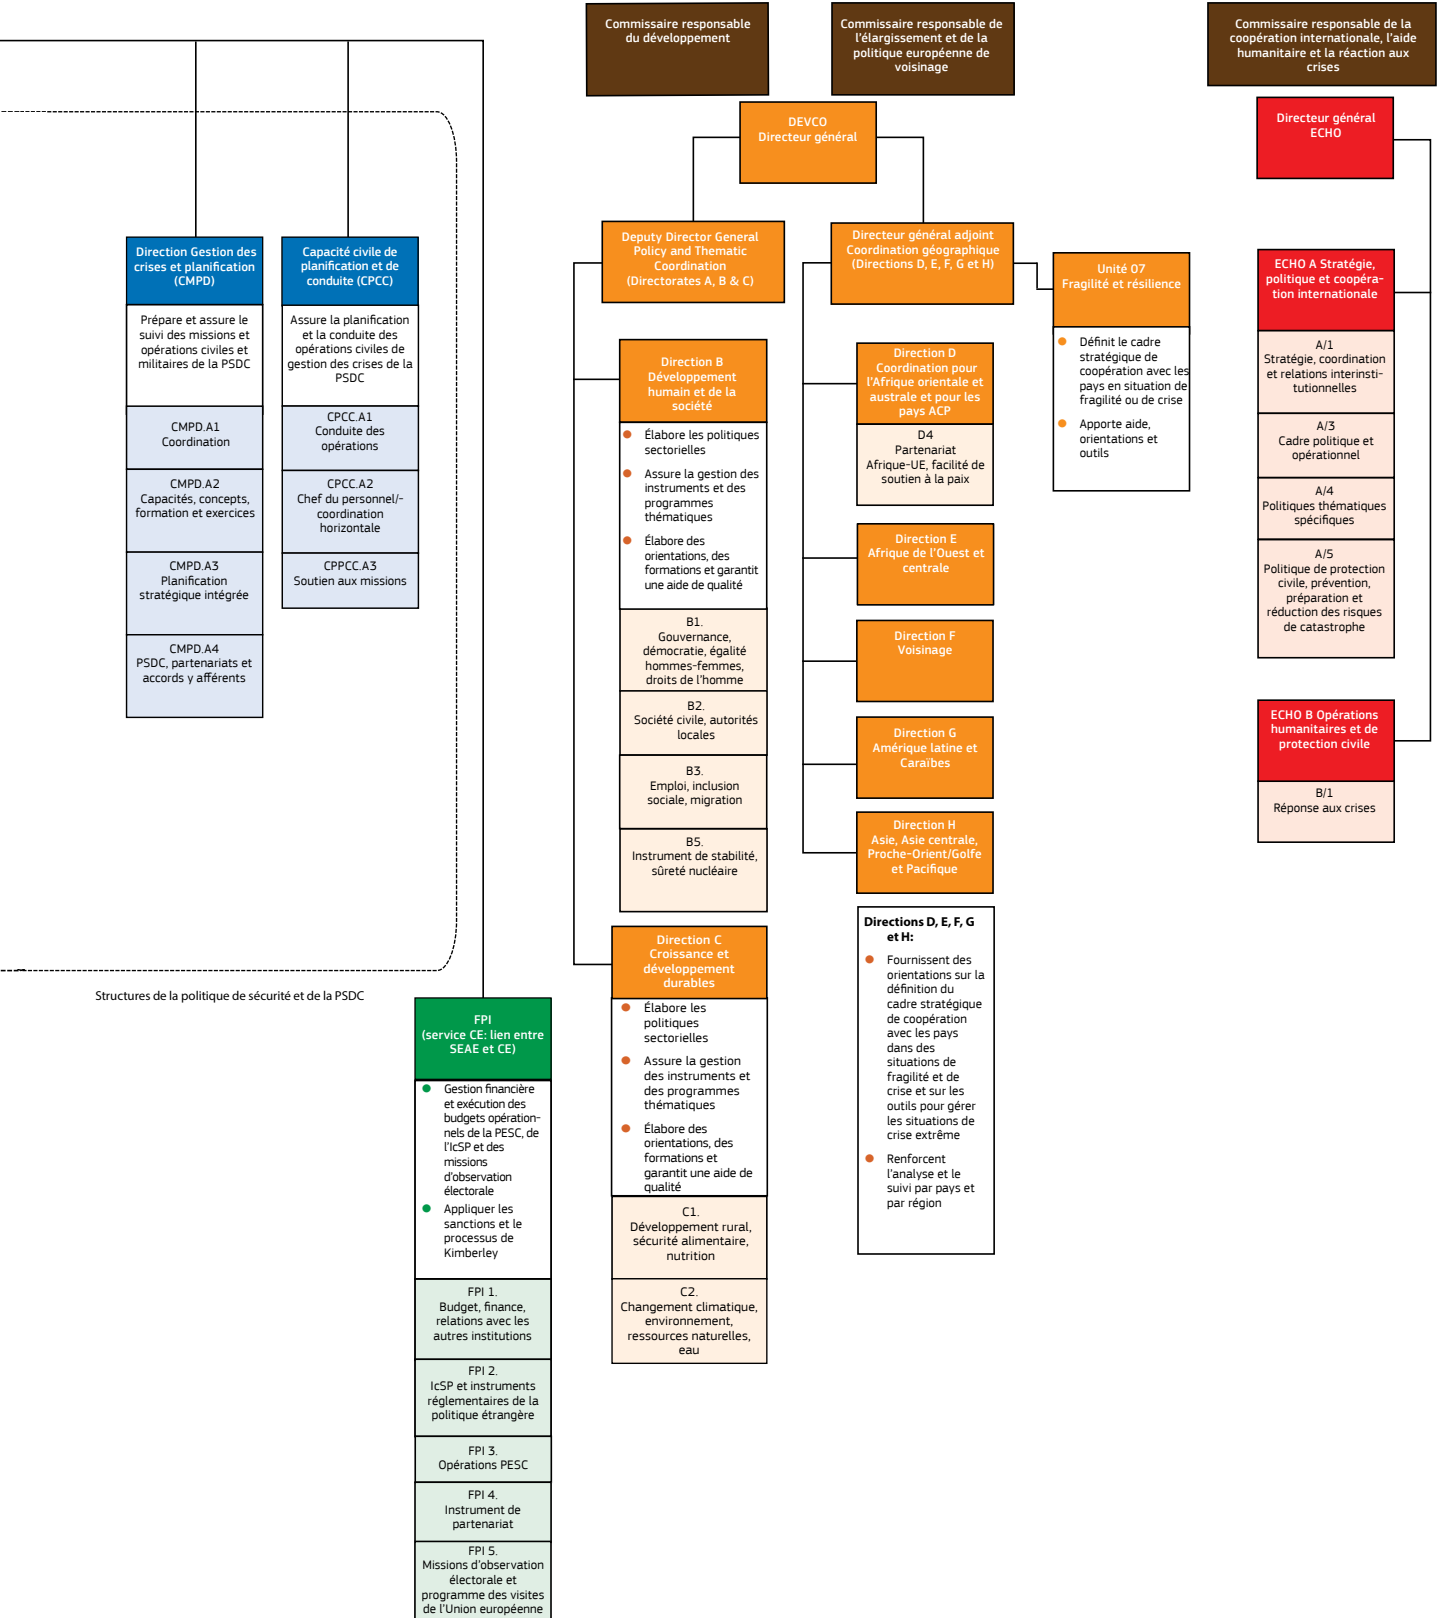 Commissaire responsable
du développement
Commissaire responsable de
l'élargissement et de la
politique européenne de
voisinage
Commissaire responsable de la
coopération internationale, l'aide
humanitaire et la réaction aux
crises
DEVCO
Directeur général
Directeur général
ECHO
Direction Gestion des
crises et planification
(CMPD)
Prépare et assure le
suivi des missions et
opérations civiles et
militaires de la PSDC
CMPD.A1
Coordination
CMPD.A2
Capacités, concepts,
formation et exercices
CMPD.A3
Planification
stratégique intégrée
CMPD.A4
PSDC, partenariats et
accords y afférents
Capacité civile de
planification et de
conduite (CPCC)
Assure la planification
et la conduite des
opérations civiles de
gestion des crises de la
PSDC
CPCC.A1
Conduite des
opérations
CPCC.A2
Chef du personnel/-
coordination
horizontale
CPPCC.A3
Soutien aux missions
Structures de la politique de sécurité et de la PSDC
FPI
(service CE: lien entre
SEAE et CE)
● Gestion financière
et exécution des
budgets opération-
nels de la PESC, de
l'IcSP et des
missions
d'observation
électorale
● Appliquer les
sanctions et le
processus de
Kimberley
FPI 1.
Budget, finance,
relations avec les
autres institutions
FPI 2.
IcSP et instruments
réglementaires de la
politique étrangère
FPI 3.
Opérations PESC
FPI 4.
Instrument de
partenariat
FPI 5.
Missions d'observation
électorale et
programme des visites
de l'Union européenne
Deputy Director General
Policy and Thematic
Coordination
(Directorates A, B & C)
Direction B
Développement
humain et de la
société
● Élabore les politiques
sectorielles
● Assure la gestion des
instruments et des
programmes
thématiques
● Élabore des
orientations, des
formations et garantit
une aide de qualité
B1.
Gouvernance,
démocratie, égalité
hommes-femmes,
droits de l'homme
B2.
Société civile, autorités
locales
B3.
Emploi, inclusion
sociale, migration
B5.
Instrument de stabilité,
sûreté nucléaire
Direction C
Croissance et
développement
durables
● Élabore les
politiques
sectorielles
● Assure la gestion
des instruments et
des programmes
thématiques
● Élabore des
orientations, des
formations et
garantit une aide de
qualité
C1.
Développement rural,
sécurité alimentaire,
nutrition
C2.
Changement climatique,
environnement,
ressources naturelles,
eau
Directeur général adjoint
Coordination géographique
(Directions D, E, F, G et H)
Direction D
Coordination pour
l'Afrique orientale et
australe et pour les
pays ACP
D4
Partenariat
Afrique-UE, facilité de
soutien à la paix
Direction E
Afrique de l'Ouest et
centrale
Direction F
Voisinage
Direction G
Amérique latine et
Caraïbes
Direction H
Asie, Asie centrale,
Proche-Orient/Golfe
et Pacifique
Directions D, E, F, G
et H:
● Fournissent des
orientations sur la
définition du
cadre stratégique
de coopération
avec les pays
dans des
situations de
fragilité et de
crise et sur les
outils pour gérer
les situations de
crise extrême
● Renforcent
l'analyse et le
suivi par pays et
par région
Unité 07
Fragilité et résilience
● Définit le cadre
stratégique de
coopération avec les
pays en situation de
fragilité ou de crise
● Apporte aide,
orientations et
outils
ECHO A Stratégie,
politique et coopéra-
tion internationale
A/1
Stratégie, coordination
et relations interinsti-
tutionnelles
A/3
Cadre politique et
opérationnel
A/4
Politiques thématiques
spécifiques
A/5
Politique de protection
civile, prévention,
préparation et
réduction des risques
de catastrophe
ECHO B Opérations
humanitaires et de
protection civile
B/1
Réponse aux crises